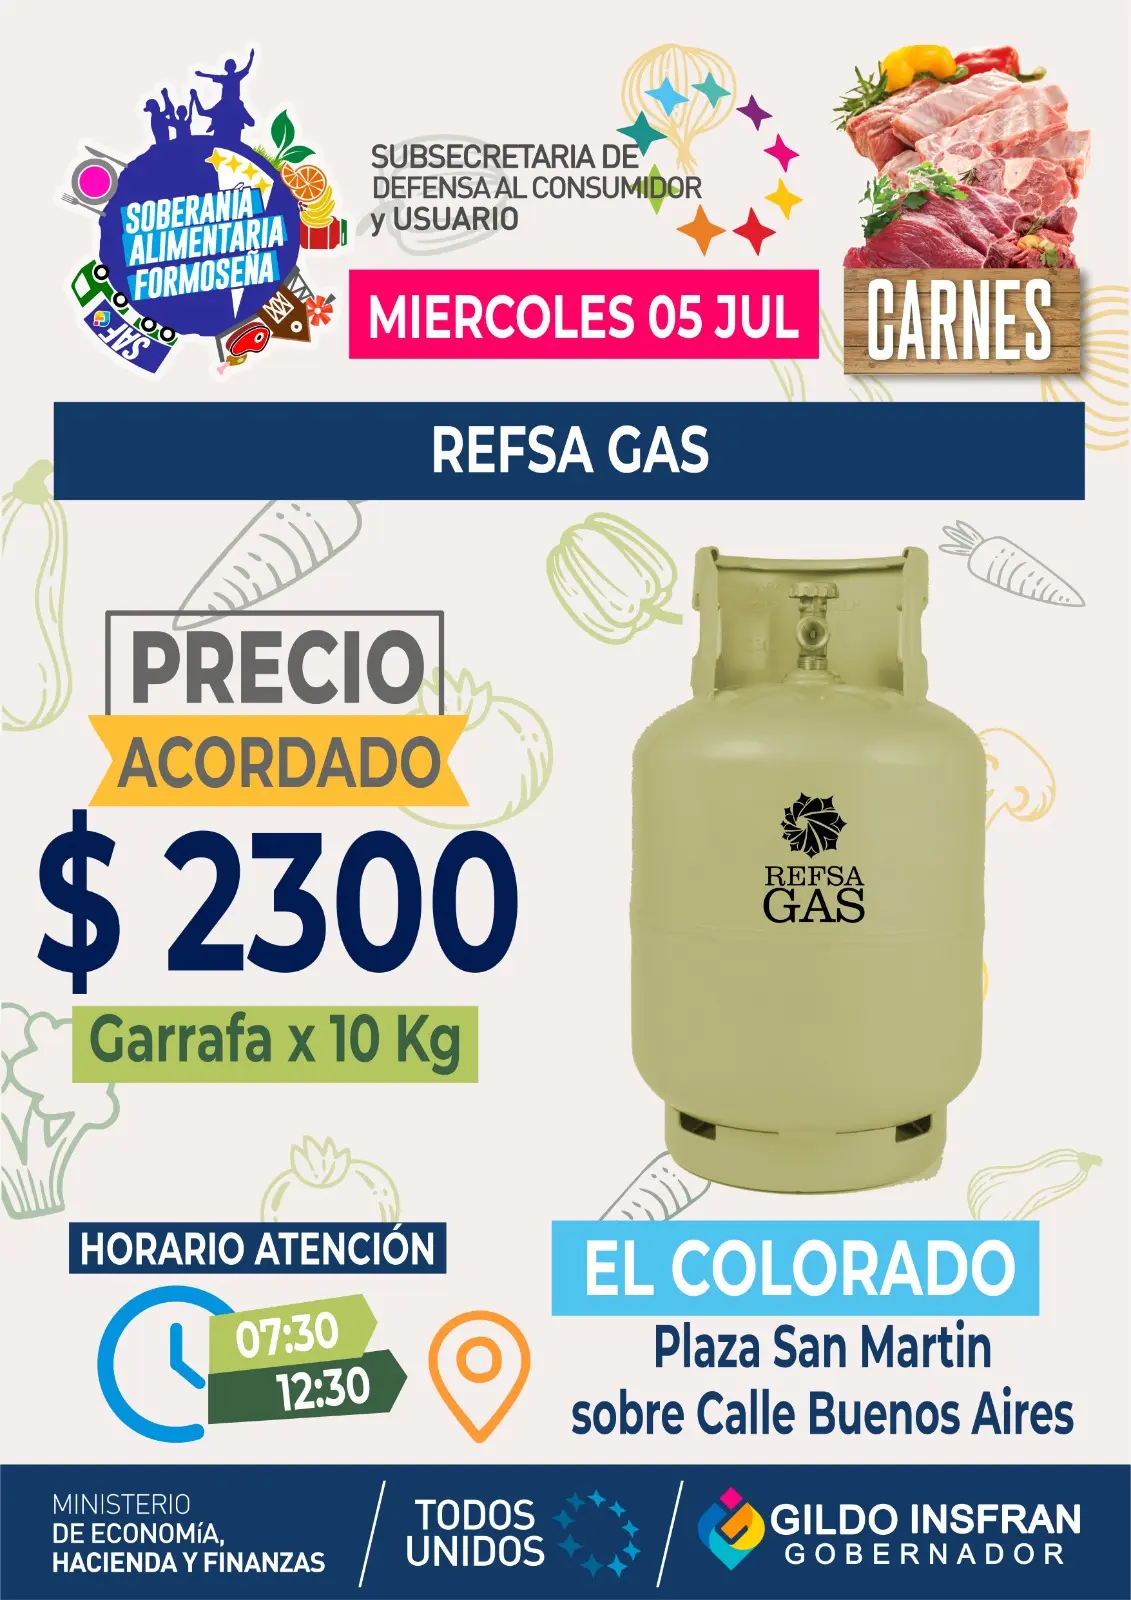 SOBERANÍA
ALIMENTARIA
FORMOSEÑA
SAF
SUBSECRETARIA DE
DEFENSA AL CONSUMIDOR
y USUARIO
MIERCOLES 05 JUL
CARNES
REFSA GAS
PRECIO
ACORDADO
$ 2300
Garrafa x 10 Kg
REFSA
GAS
HORARIO ATENCIÓN
07:30
12:30
EL COLORADO
Plaza San Martin
sobre Calle Buenos Aires
MINISTERIO
DE ECONOMíA,
HACIENDA Y FINANZAS
TODOS
UNIDOS
GILDO INSFRAN
GOBERNADOR